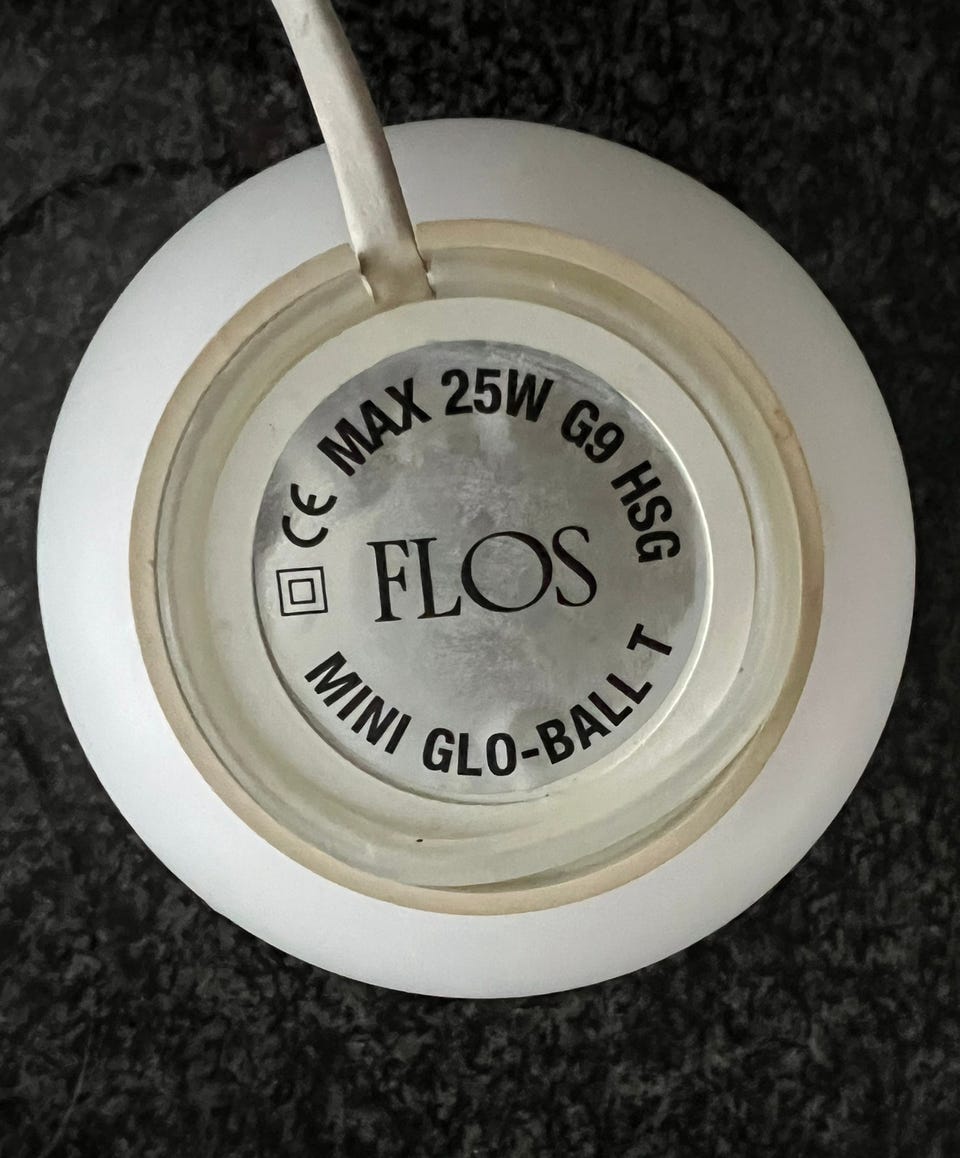 CE MAX 25W G9 HSG
FLOS
MINI GLO-BALL T